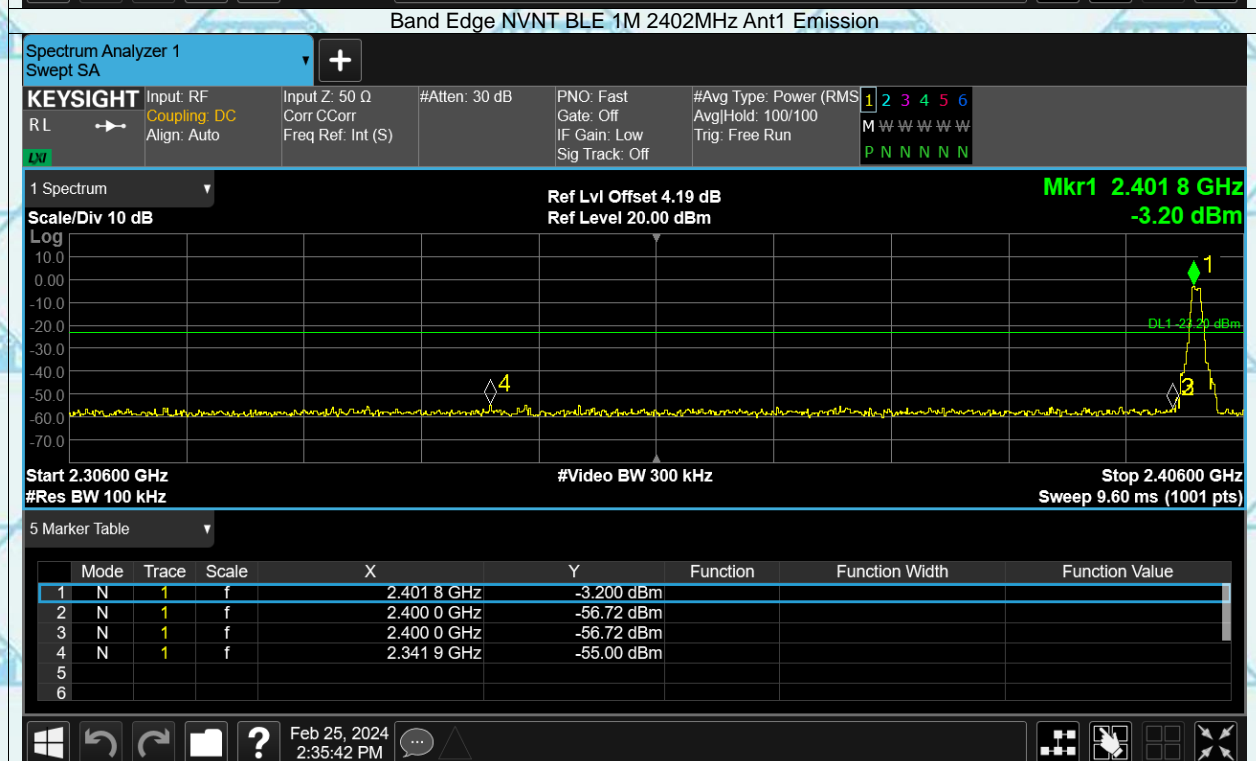 Band Edge NVNT BLE 1M 2402MHz Ant1 Emission
Spectrum Analyzer 1
Swept SA
+
KEYSIGHT Input: RF Input Z: 50 Ω #Atten: 30 dB PNO: Fast #Avg Type: Power (RMS 1 2 3 4 5 6
RL Coupling: DC Corr CCorr Gate: Off Avg|Hold: 100/100 M W W W W W
Align: Auto Freq Ref: Int (S) IF Gain: Low Trig: Free Run
LXI Sig Track: Off P N N N N N
1 Spectrum Ref Lvl Offset 4.19 dB Mkr1 2.401 8 GHz
Scale/Div 10 dB Ref Level 20.00 dBm -3.20 dBm
Log
10.0
0.00
-10.0
-20.0
-30.0
-40.0
-50.0
-60.0
-70.0
1
DL1 -23.20 dBm
4
Start 2.30600 GHz #Video BW 300 kHz Stop 2.40600 GHz
#Res BW 100 kHz Sweep 9.60 ms (1001 pts)
5 Marker Table
Mode Trace Scale X Y Function Function Width Function Value
1 N 1 f 2.401 8 GHz -3.200 dBm
2 N 1 f 2.400 0 GHz -56.72 dBm
3 N 1 f 2.400 0 GHz -56.72 dBm
4 N 1 f 2.341 9 GHz -55.00 dBm
5
6
? Feb 25, 2024
2:35:42 PM